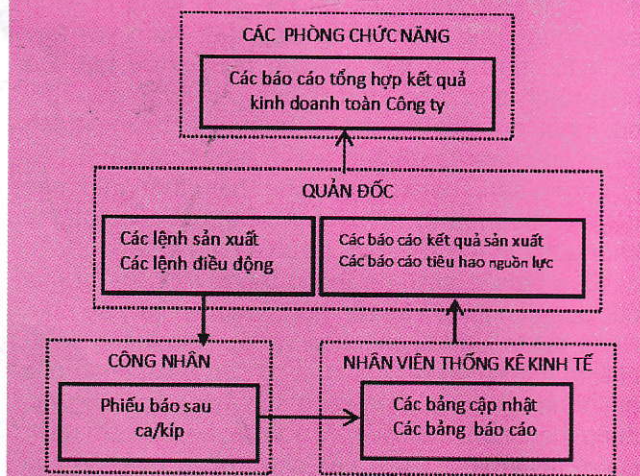 CÁC PHÒNG CHỨC NĂNG
Các báo cáo tổng hợp kết quả
kinh doanh toàn Công ty
QUẢN ĐỐC
Các lệnh sản xuất
Các lệnh điều động
Các báo cáo kết quả sản xuất
Các báo cáo tiêu hao nguồn lực
CÔNG NHÂN
Phiếu báo sau
ca/kíp
NHÂN VIÊN THỐNG KÊ KINH TẾ
Các bảng cập nhật
Các bảng báo cáo